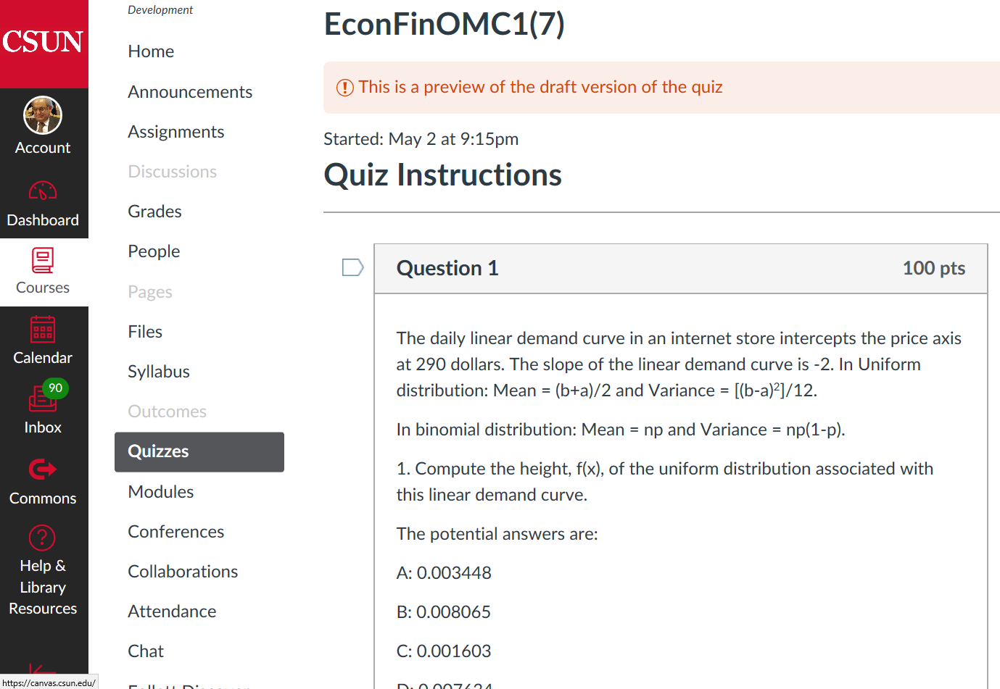 CSUN
Account
Dashboard
Courses
Calendar
90
Inbox
Commons
Help &
Library
Resources
https://canvas.csun.edu/
Development
Home
Announcements
Assignments
Discussions
Grades
People
Pages
Files
Syllabus
Outcomes
Quizzes
Modules
Conferences
Collaborations
Attendance
Chat
EconFinOMC1(7)
This is a preview of the draft version of the quiz
Started: May 2 at 9:15pm
Quiz Instructions
Question 1 100 pts
The daily linear demand curve in an internet store intercepts the price axis
at 290 dollars. The slope of the linear demand curve is -2. In Uniform
distribution: Mean = (b+a)/2 and Variance = [(b-a)²]/12.
In binomial distribution: Mean = np and Variance = np(1-p).
1. Compute the height, f(x), of the uniform distribution associated with
this linear demand curve.
The potential answers are:
A: 0.003448
B: 0.008065
C: 0.001603
D: 0.007634